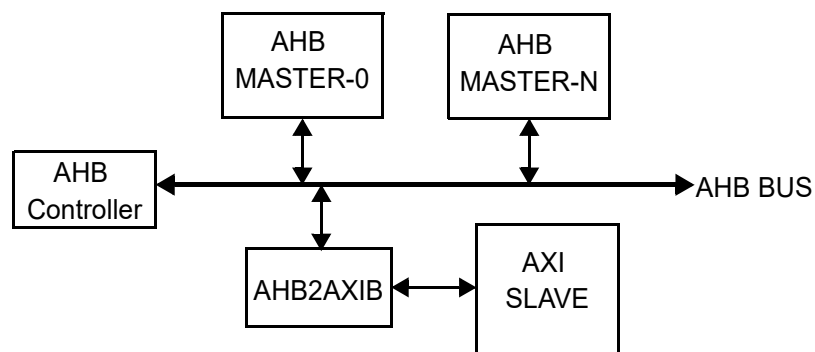 AHB
MASTER-0
AHB
MASTER-N
AHB
Controller
AHB BUS
AHB2AXIB
AXI
SLAVE